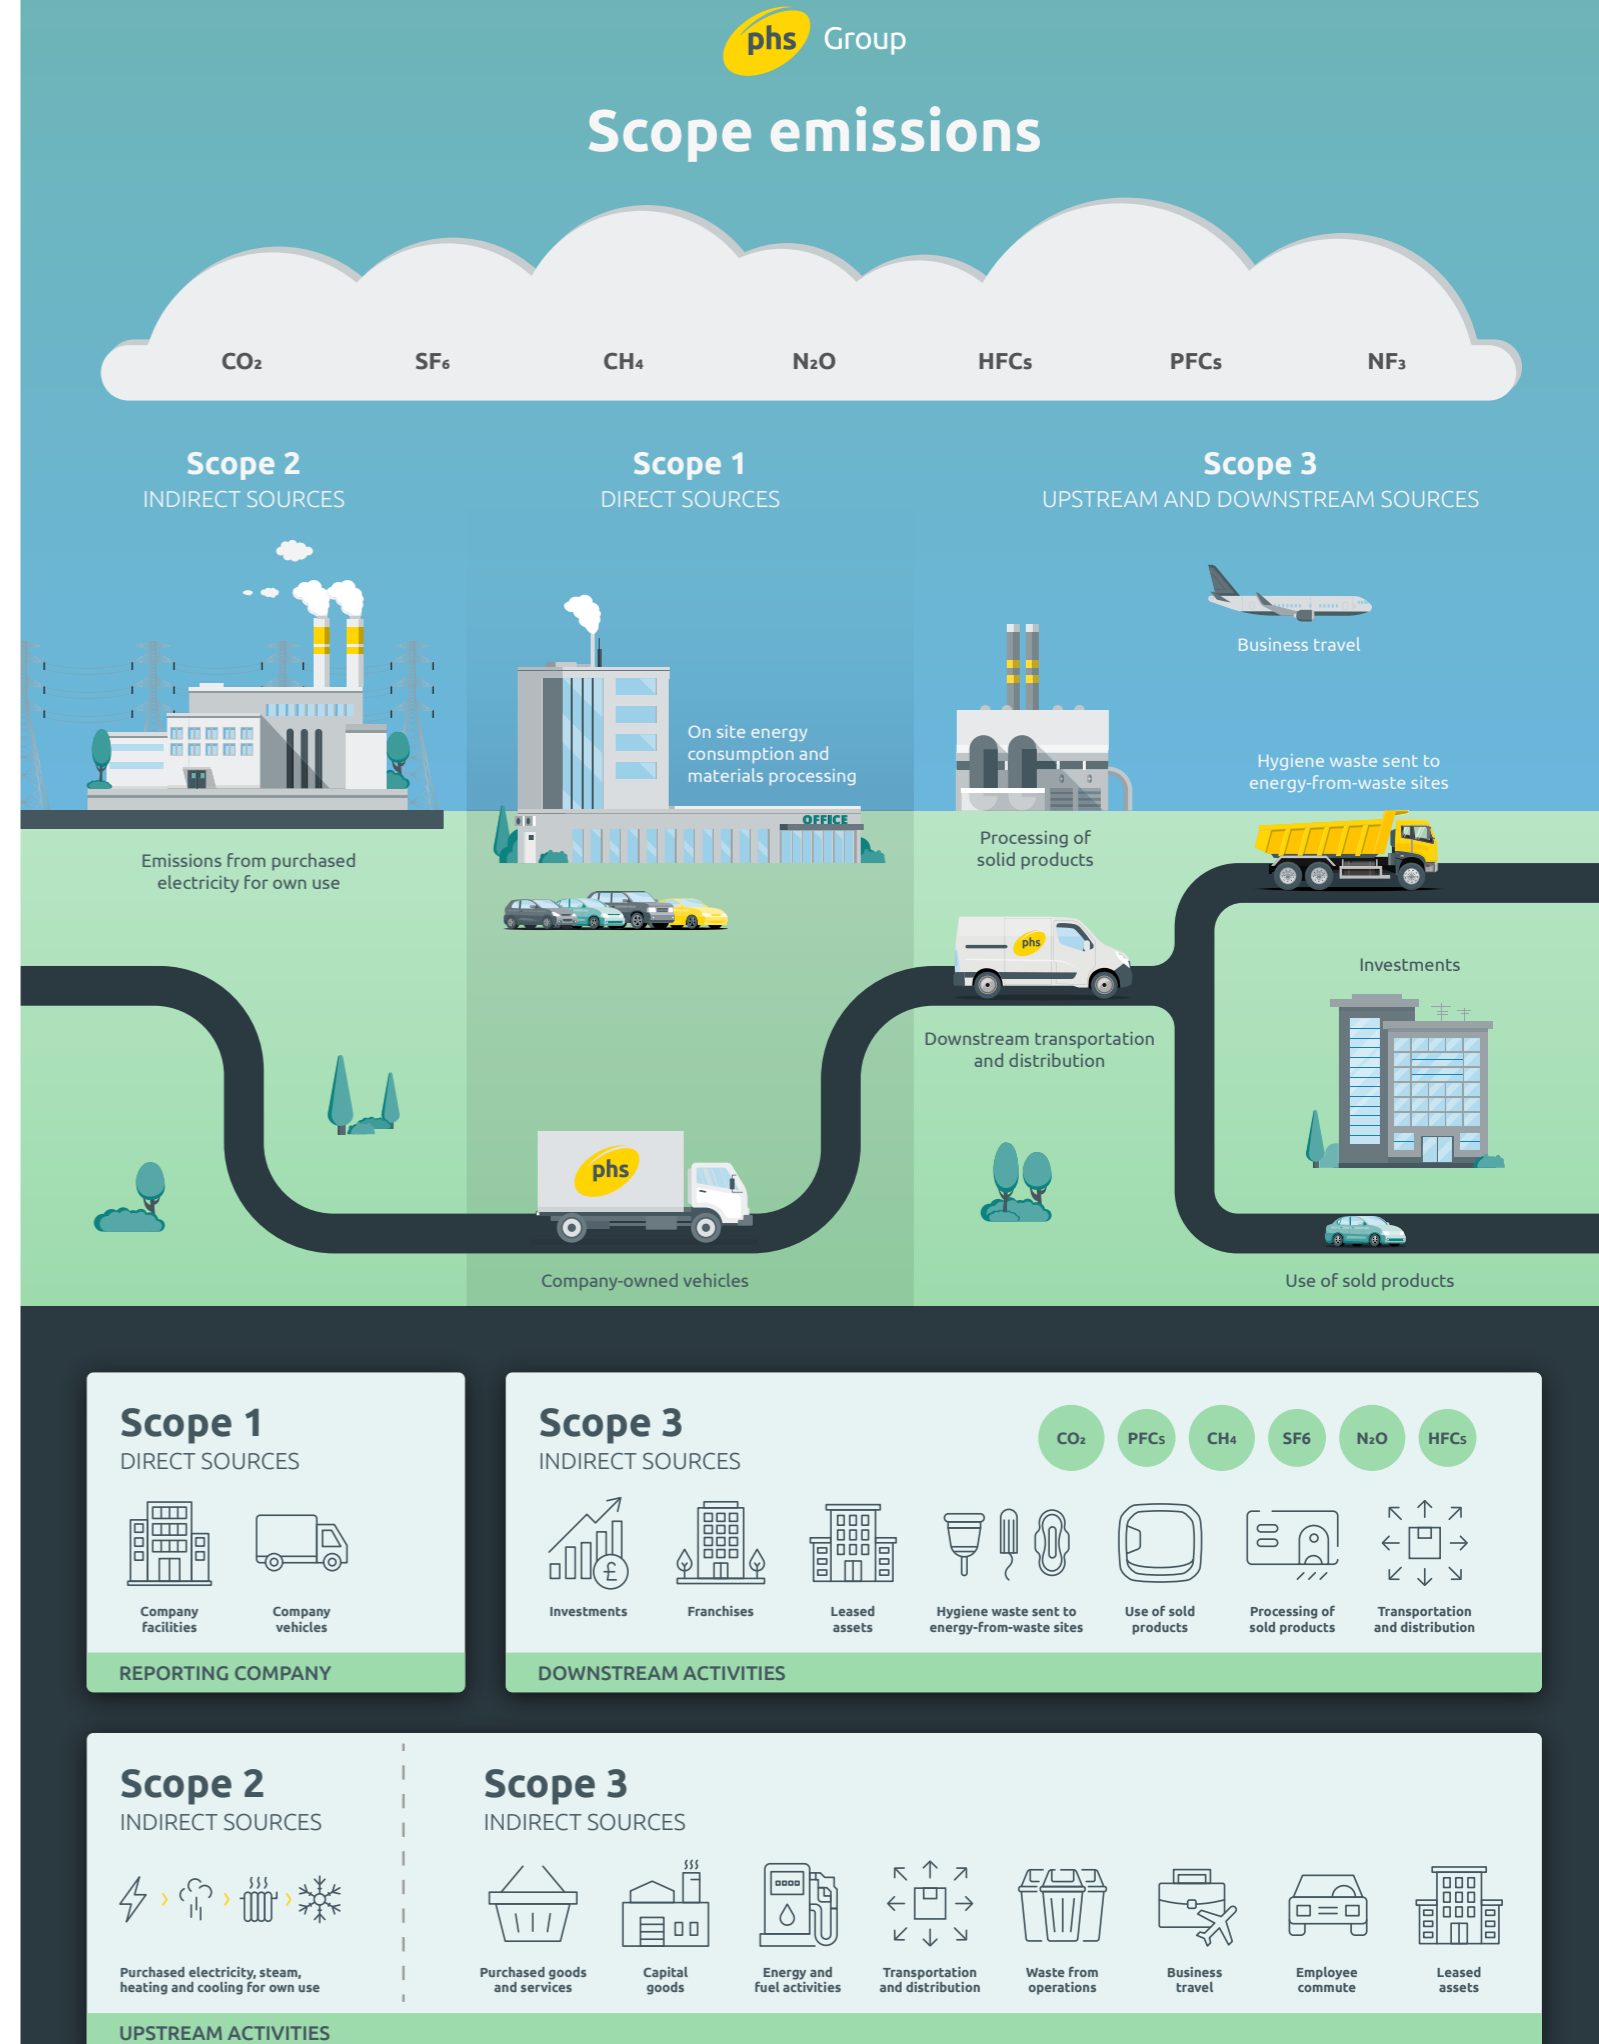 phs Group
Scope emissions
CO₂ SF₆ CH₄ N₂O HFCs PFCs NF₃
Scope 2
INDIRECT SOURCES
Scope 1
DIRECT SOURCES
Scope 3
UPSTREAM AND DOWNSTREAM SOURCES
Business travel
On site energy
consumption and
materials processing
Hygiene waste sent to
energy-from-waste sites
OFFICE
Processing of
solid products
Emissions from purchased
electricity for own use
phs
Investments
Downstream transportation
and distribution
phs
Company-owned vehicles
Use of sold products
Scope 1
DIRECT SOURCES
Company
facilities
Company
vehicles
REPORTING COMPANY
Scope 3
INDIRECT SOURCES
CO₂ PFCs CH₄ SF6 N₂O HFCs
£
Investments
Franchises
Leased
assets
Hygiene waste sent to
energy-from-waste sites
Use of sold
products
Processing of
sold products
Transportation
and distribution
DOWNSTREAM ACTIVITIES
Scope 2
INDIRECT SOURCES
Purchased electricity, steam,
heating and cooling for own use
Scope 3
INDIRECT SOURCES
Purchased goods
and services
Capital
goods
Energy and
fuel activities
Transportation
and distribution
Waste from
operations
Business
travel
Employee
commute
Leased
assets
UPSTREAM ACTIVITIES